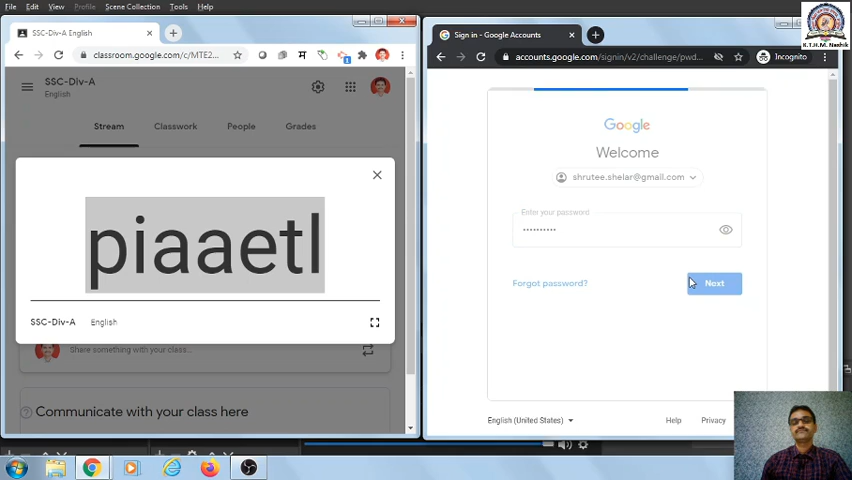 File Edit View Profile Scene Collection Tools Help
SSC-Div-A English
classroom.google.com/c/MTE2...
SSC-Div-A
English
Stream Classwork People Grades
piaaetl
SSC-Div-A English
Share something with your class...
Communicate with your class here
Sign in - Google Accounts
accounts.google.com/signin/v2/challenge/pwd...
Incognito
Google
Welcome
shrutee.shelar@gmail.com
Enter your password
Forgot password?
Next
English (United States)
Help Privacy
K.T.H.M. Nashik